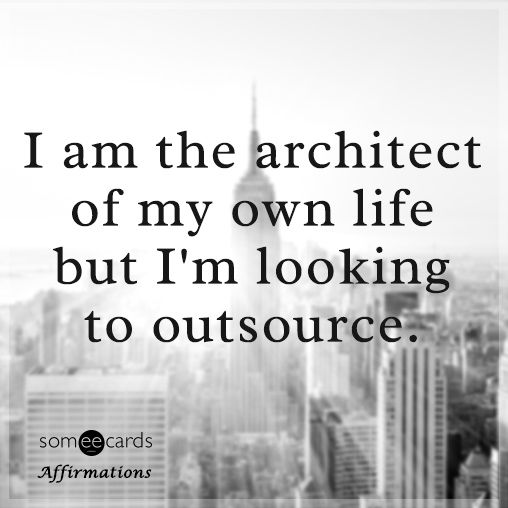 I am the architect
of my own life
but I'm looking
to outsource.
someecards
Affirmations